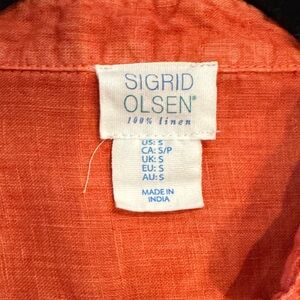 SIGRID
OLSEN®
100% linen
US: S
CA: S/P
UK: S
EU: S
AU: S
MADE IN
INDIA